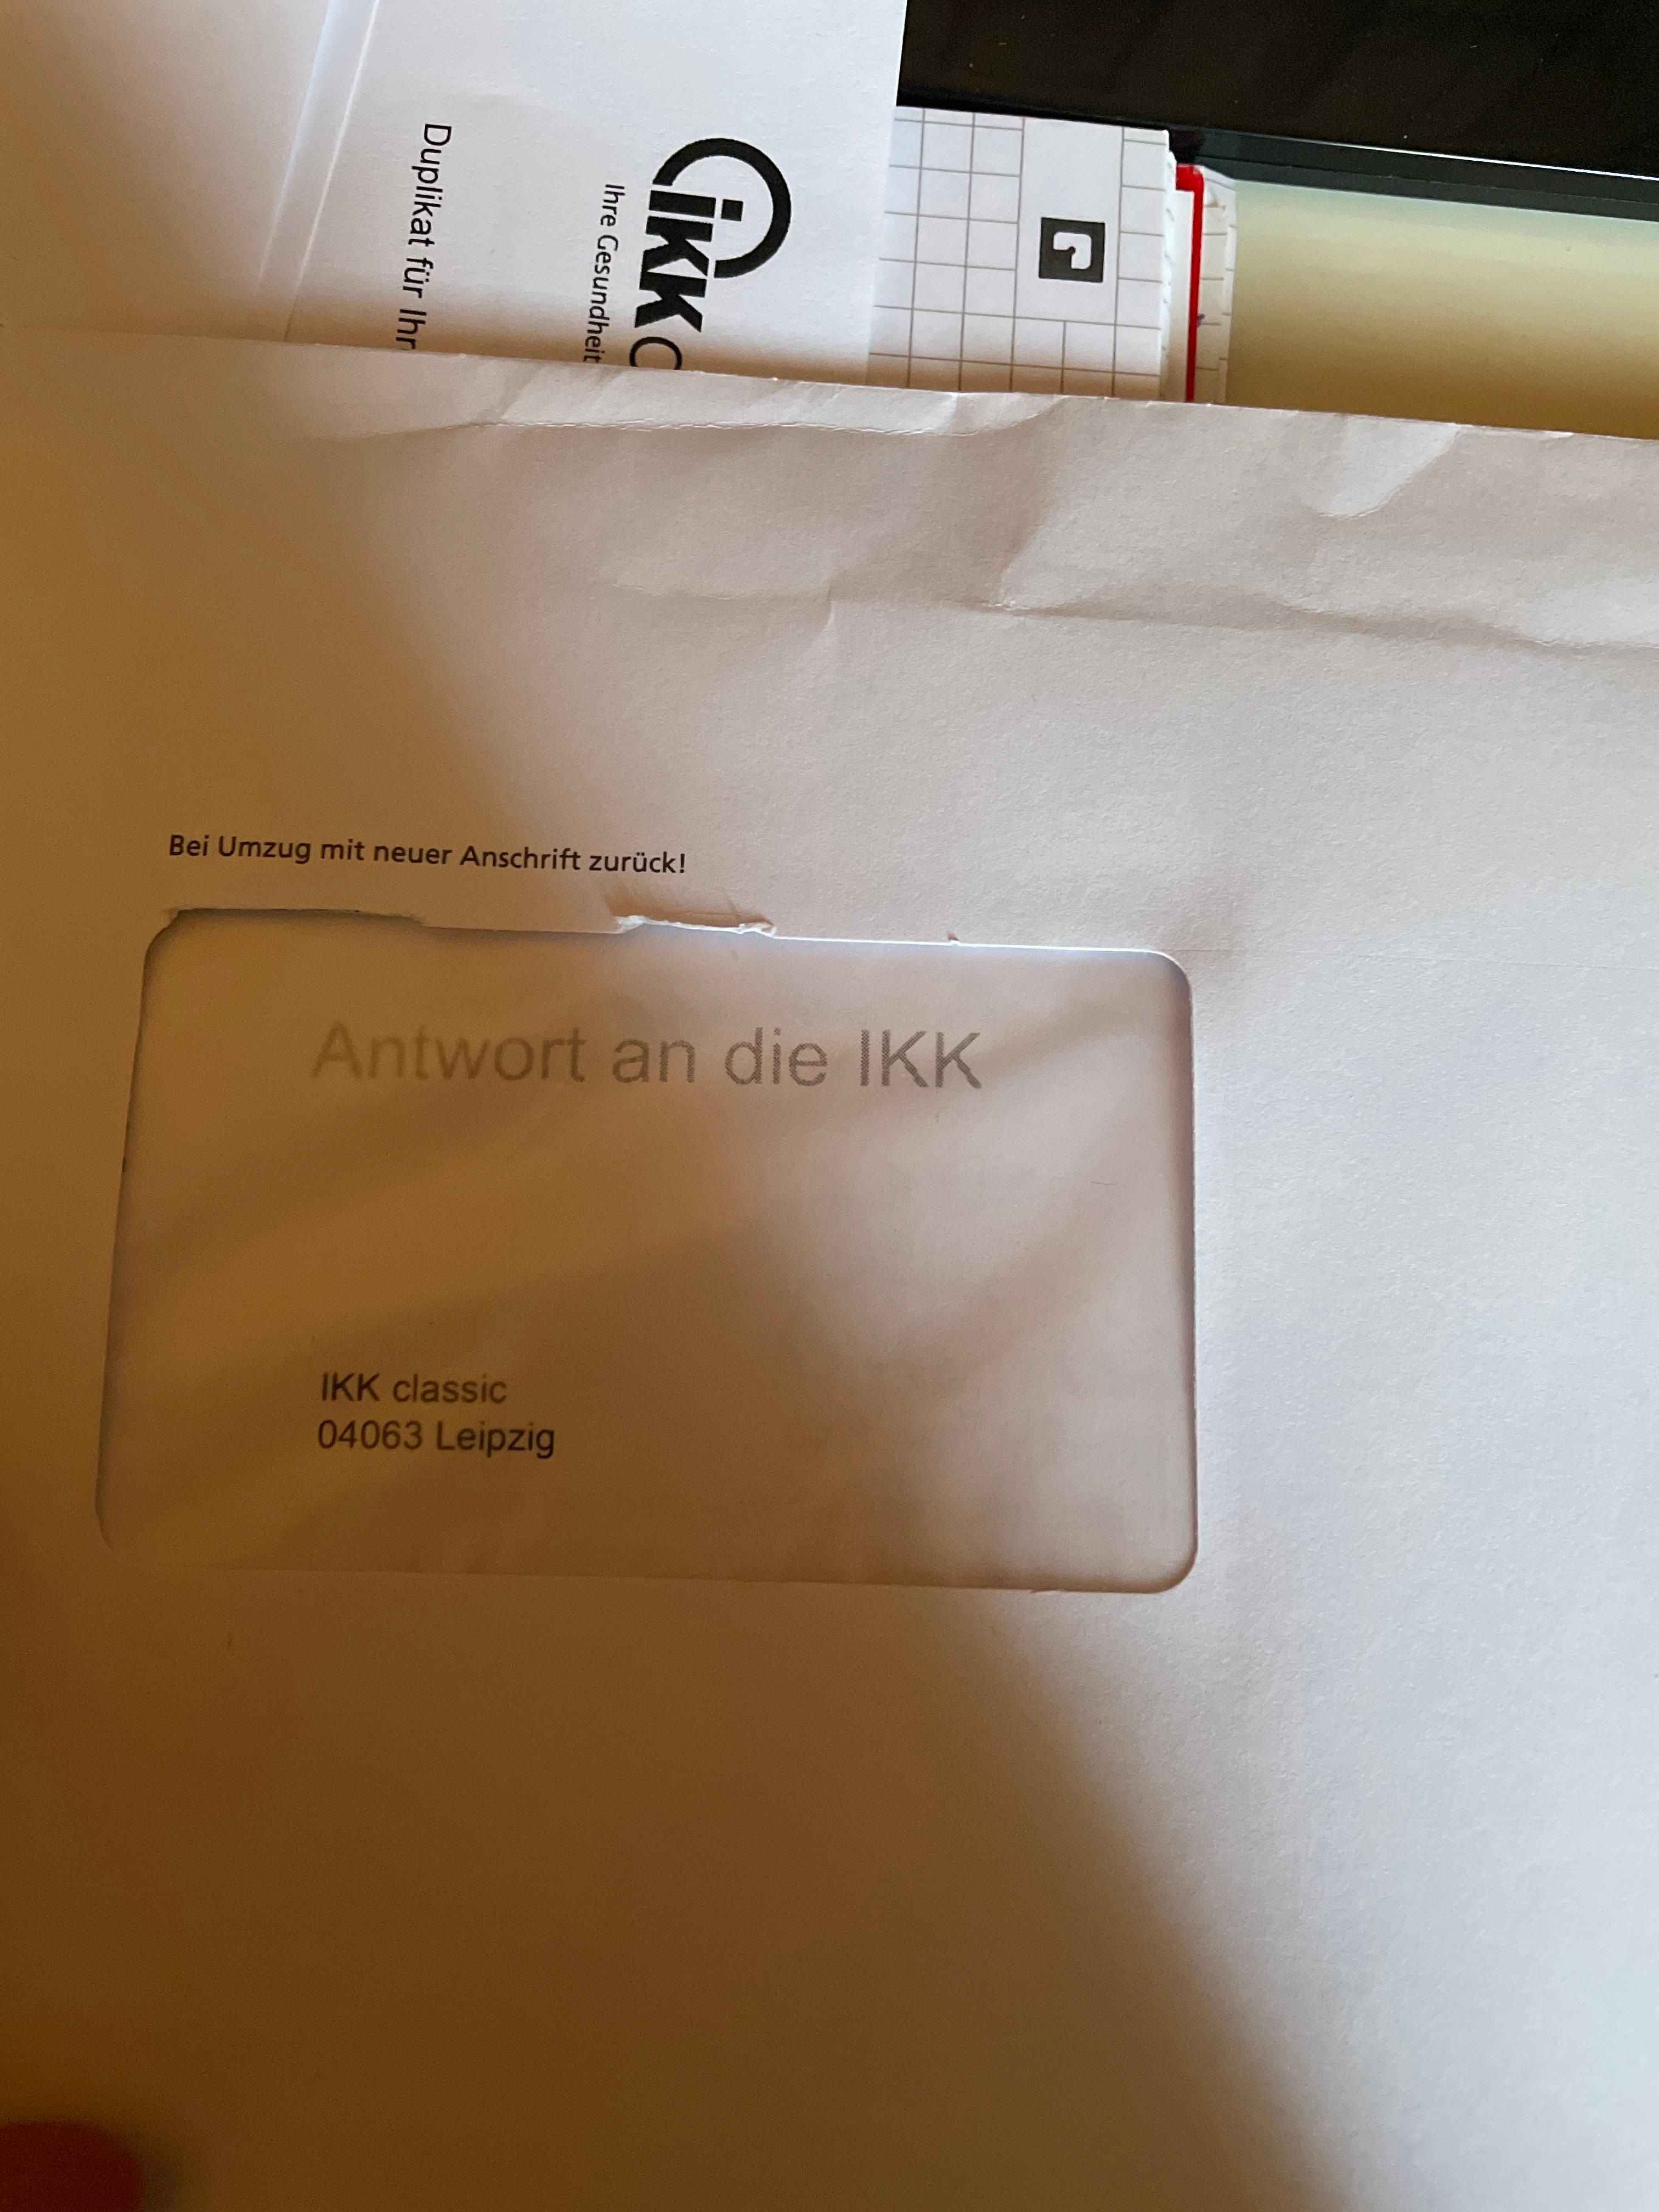 ikk
Ihre Gesundheit
Duplikat für
Bei Umzug mit neuer Anschrift zurück!
Antwort an die IKK
IKK classic
04063 Leipzig